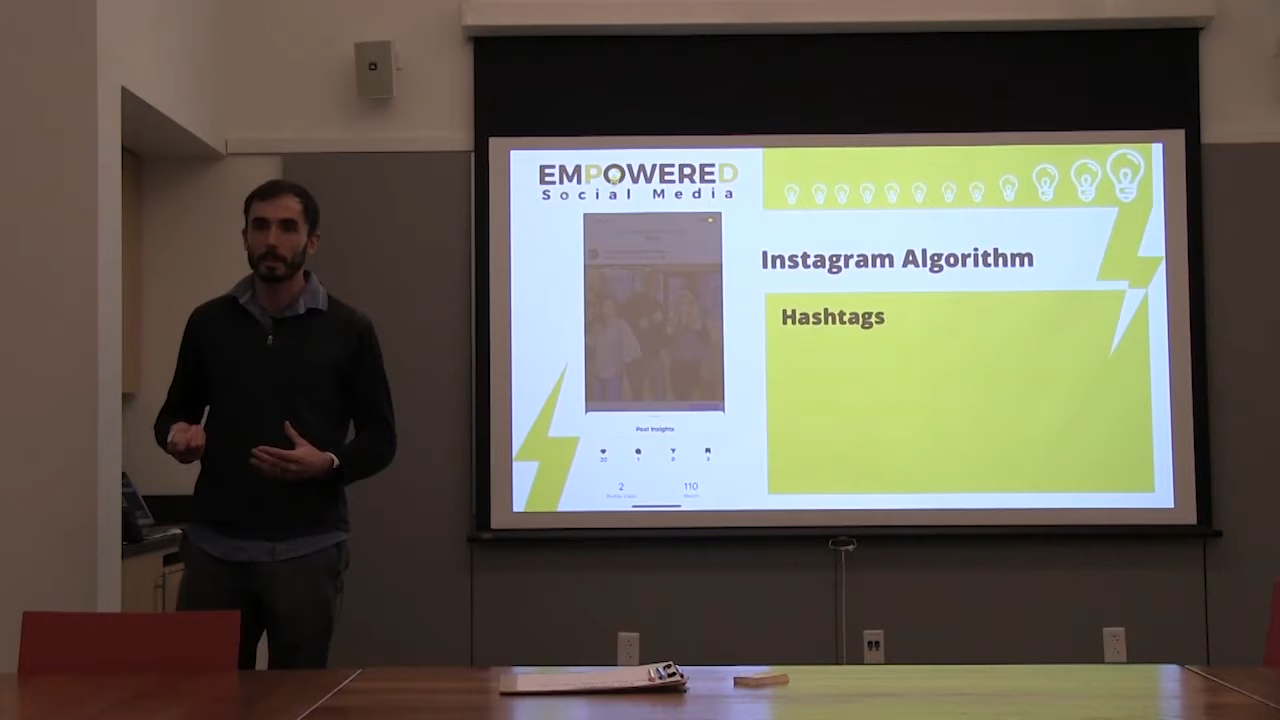 EMPOWERED
Social Media
Instagram Algorithm
Hashtags
Post Insights
20 1 0 3
2 110